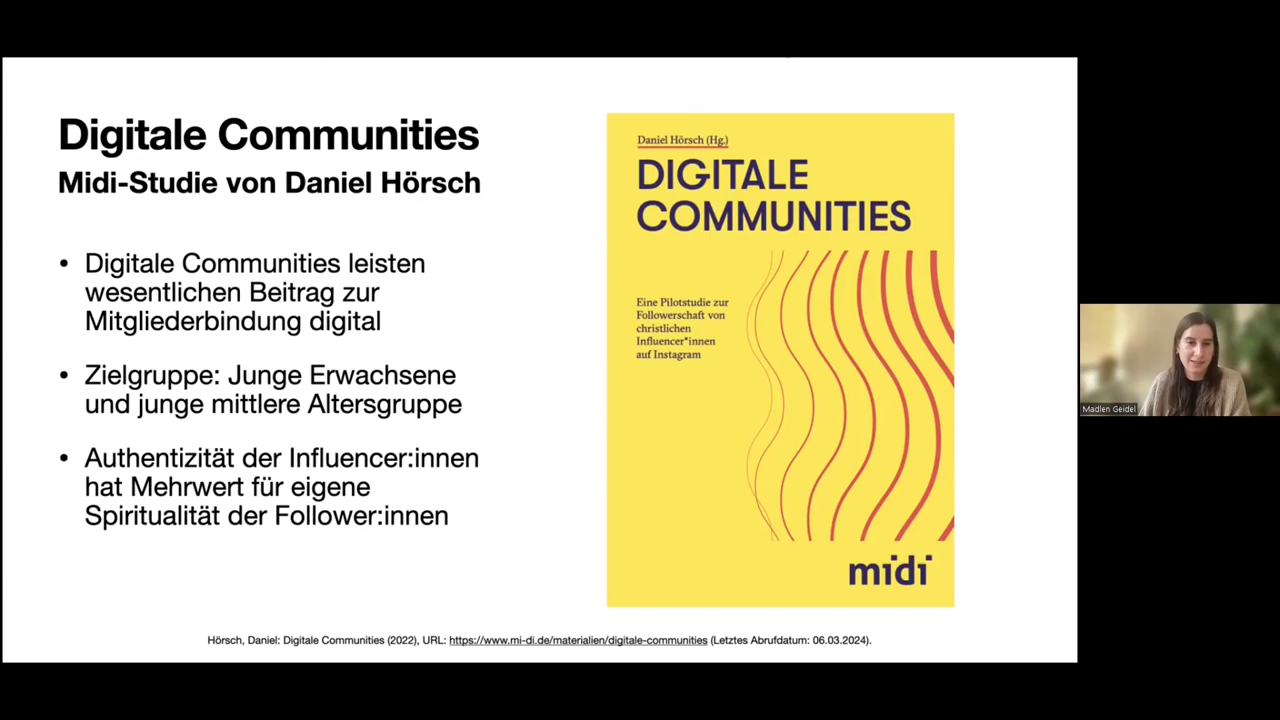 Digitale Communities
Midi-Studie von Daniel Hörsch
• Digitale Communities leisten
wesentlichen Beitrag zur
Mitgliederbindung digital
• Zielgruppe: Junge Erwachsene
und junge mittlere Altersgruppe
• Authentizität der Influencer:innen
hat Mehrwert für eigene
Spiritualität der Follower:innen
Daniel Hörsch (Hg.)
DIGITALE
COMMUNITIES
Eine Pilotstudie zur
Followerschaft von
christlichen
Influencer*innen
auf Instagram
midi
Hörsch, Daniel: Digitale Communities (2022), URL: https://www.mi-di.de/materialien/digitale-communities (Letztes Abrufdatum: 06.03.2024).
Madlen Geidel